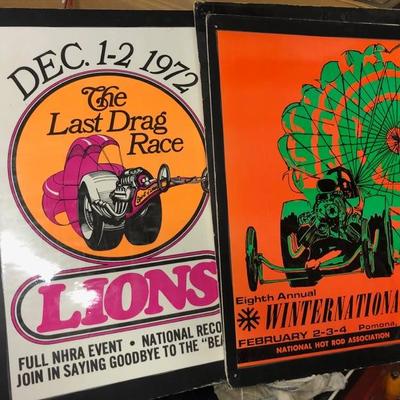 DEC. 1-2 1972
The
Last Drag
Race
LIONS
FULL NHRA EVENT • NATIONAL RECO
JOIN IN SAYING GOODBYE TO THE "BEA
Eighth Annual
WINTERNATIONA
FEBRUARY 2-3-4 Pomona,
NATIONAL HOT ROD ASSOCIATION